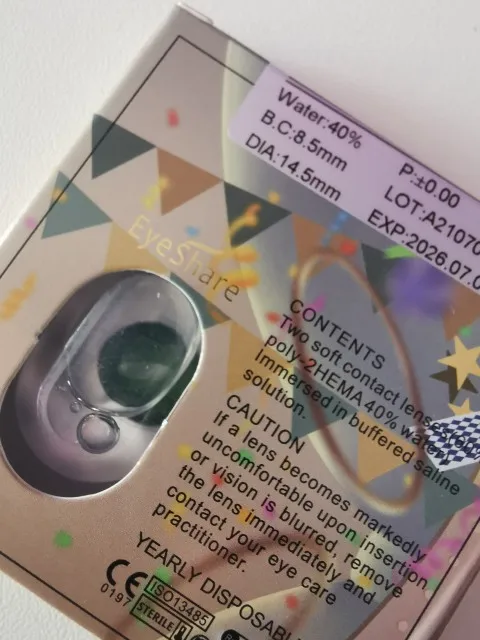 Water:40%
B.C:8.5mm
DIA:14.5mm
P:±0.00
LOT:A21070
EXP:2026.07.0
EyeShare
CONTENTS
Two soft contact lenses
poly-2HEMA 40% water
immersed in buffered saline
solution.
CAUTION
If a lens becomes markedly
uncomfortable upon insertion
or vision is blurred, remove
the lens immediately and
contact your eye care
practitioner.
YEARLY DISPOSABL
CE
0197
ISO13485
STERILE